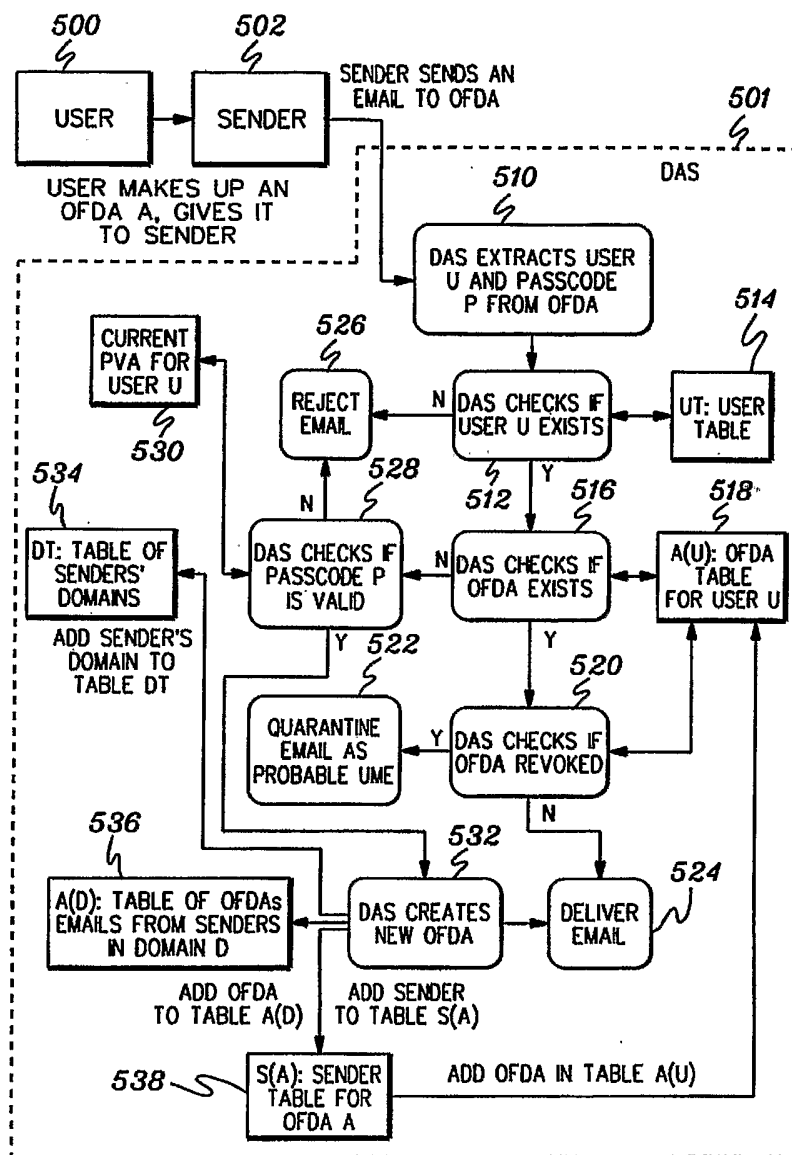 500
502
USER
SENDER
SENDER SENDS AN
EMAIL TO OFDA
USER MAKES UP AN
OFDA A, GIVES IT
TO SENDER
501
DAS
510
DAS EXTRACTS USER
U AND PASSCODE
P FROM OFDA
CURRENT
PVA FOR
USER U
530
526
REJECT
EMAIL
N
DAS CHECKS IF
USER U EXISTS
512
Y
514
UT: USER
TABLE
534
DT: TABLE OF
SENDERS'
DOMAINS
ADD SENDER'S
DOMAIN TO
TABLE DT
N
528
DAS CHECKS IF
PASSCODE P
IS VALID
Y
N
516
DAS CHECKS IF
OFDA EXISTS
Y
518
A(U): OFDA
TABLE
FOR USER U
522
QUARANTINE
EMAIL AS
PROBABLE UME
Y
520
DAS CHECKS IF
OFDA REVOKED
N
536
A(D): TABLE OF OFDAs
EMAILS FROM SENDERS
IN DOMAIN D
532
DAS CREATES
NEW OFDA
DELIVER
EMAIL
524
ADD OFDA
TO TABLE A(D)
ADD SENDER
TO TABLE S(A)
538
S(A): SENDER
TABLE FOR
OFDA A
ADD OFDA IN TABLE A(U)